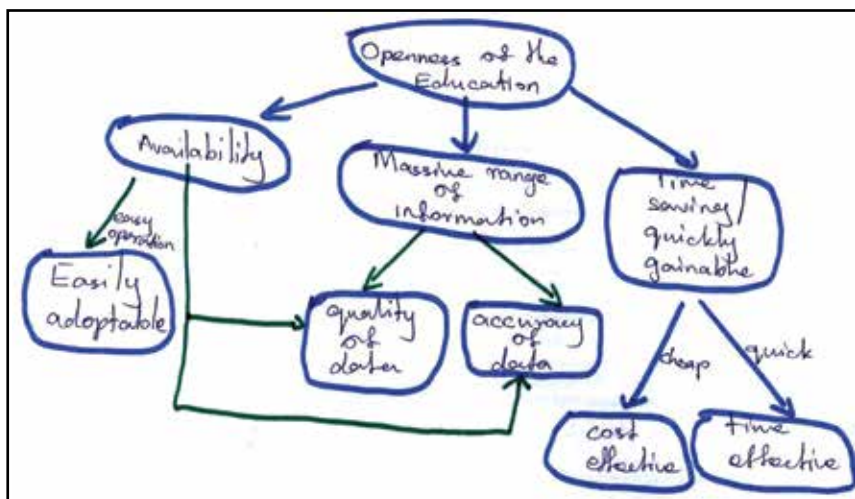 Openness of the
Education
Availability
Massive range
of
information
Time
saving/
quickly
gainable
easy
operation
Easily
adoptable
quality
of
data
accuracy
of
data
cheap
quick
cost
effective
time
effective